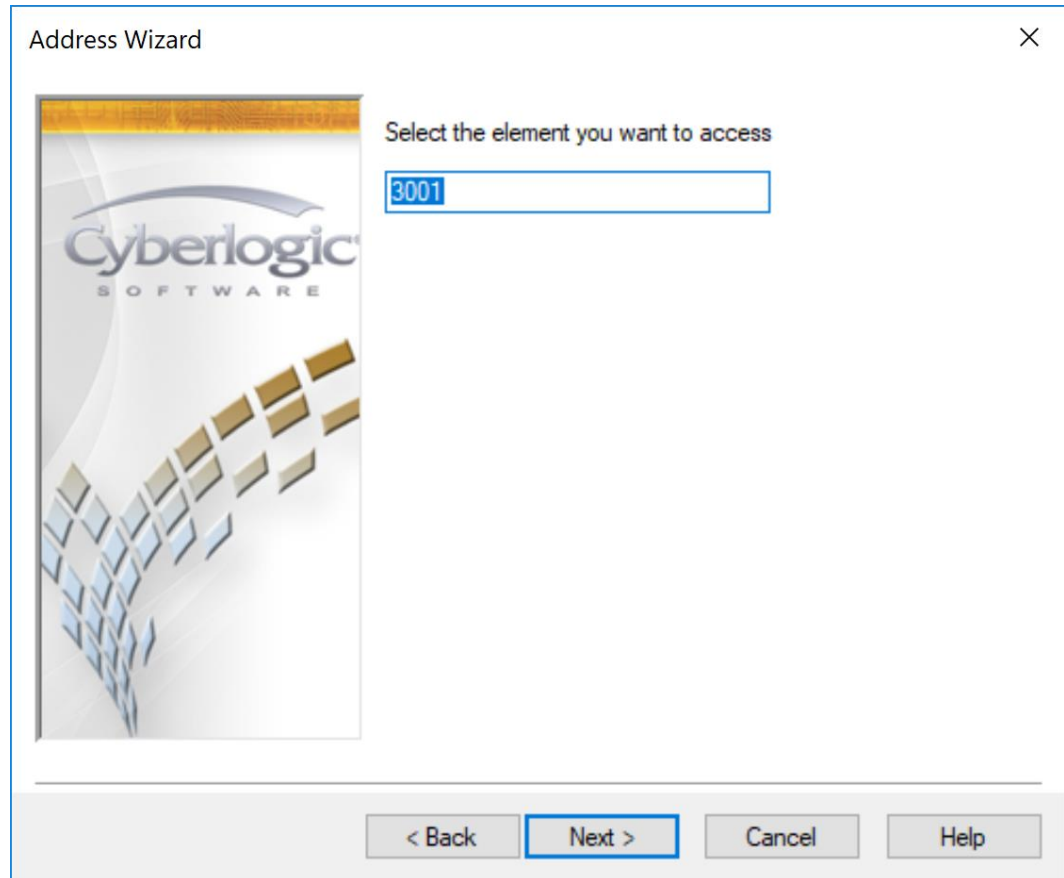 Address Wizard
Select the element you want to access
3001
Cyberlogic
SOFTWARE
< Back Next > Cancel Help